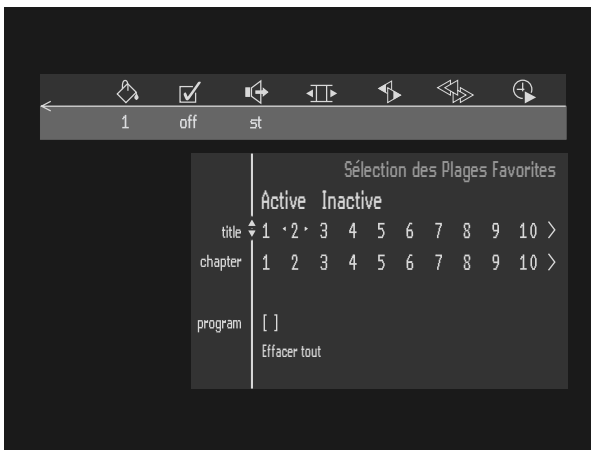 1 off st
Sélection des Plages Favorites
Active Inactive
title 1 2 3 4 5 6 7 8 9 10 >
chapter 1 2 3 4 5 6 7 8 9 10 >
program [ ]
Effacer tout